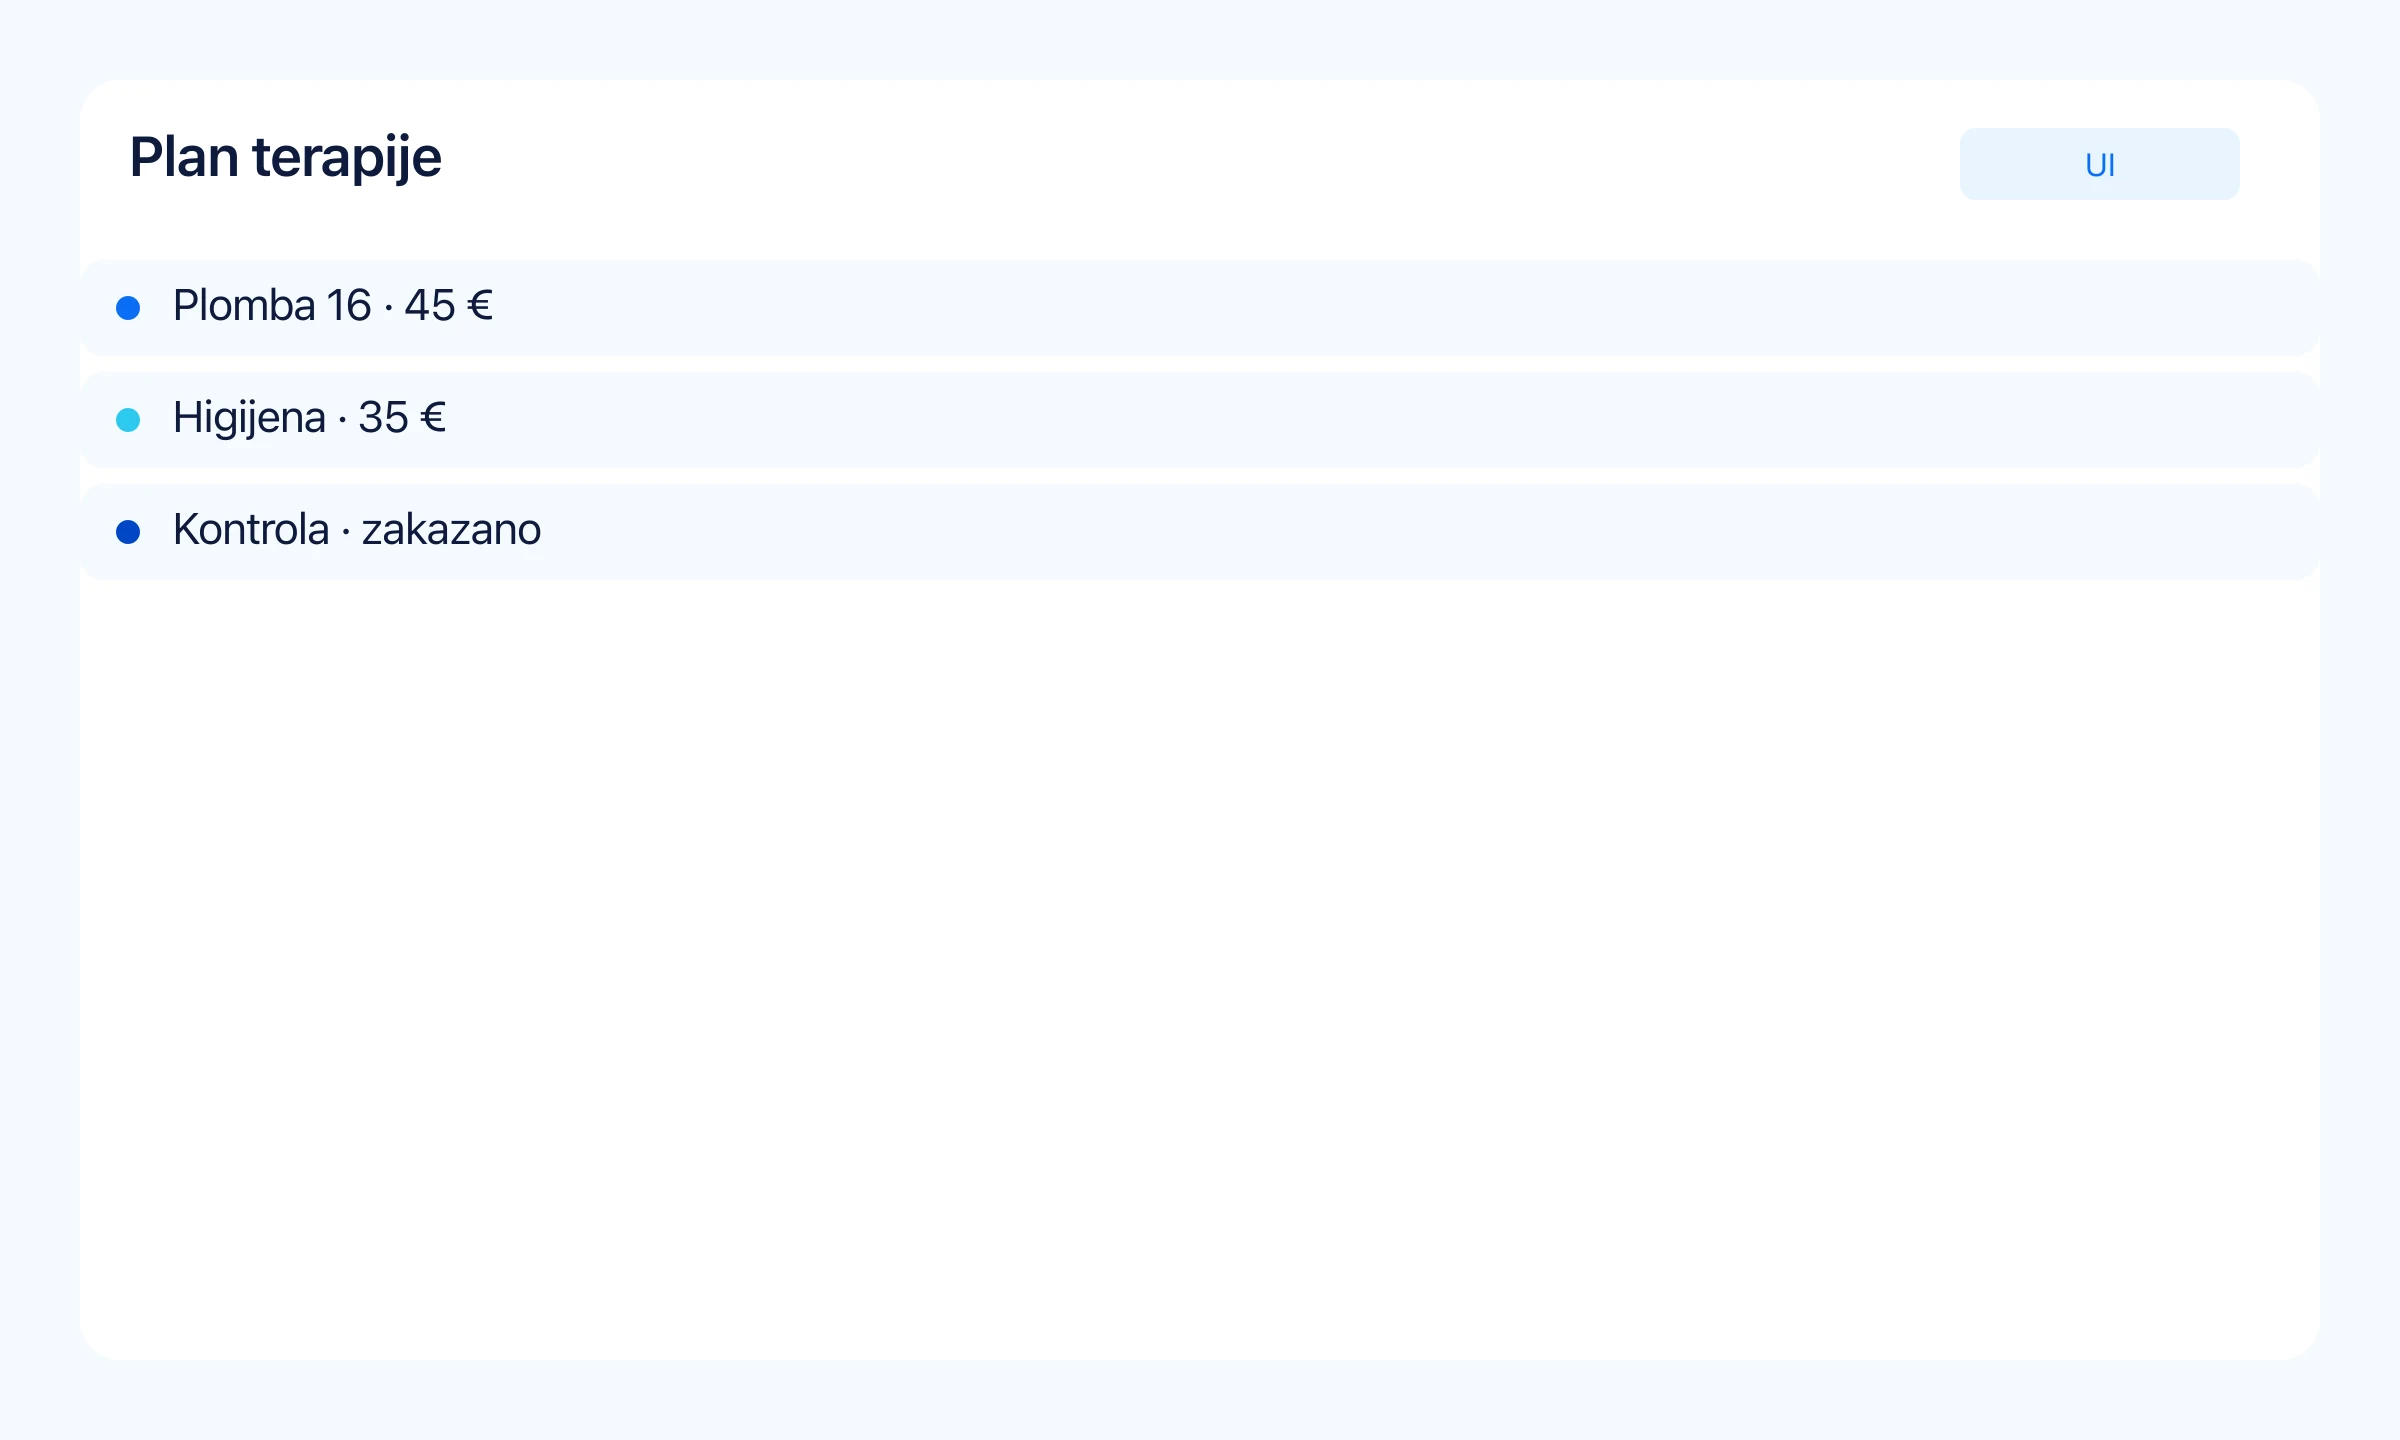 Plan terapije
UI
Plomba 16 · 45 €
Higijena · 35 €
Kontrola · zakazano